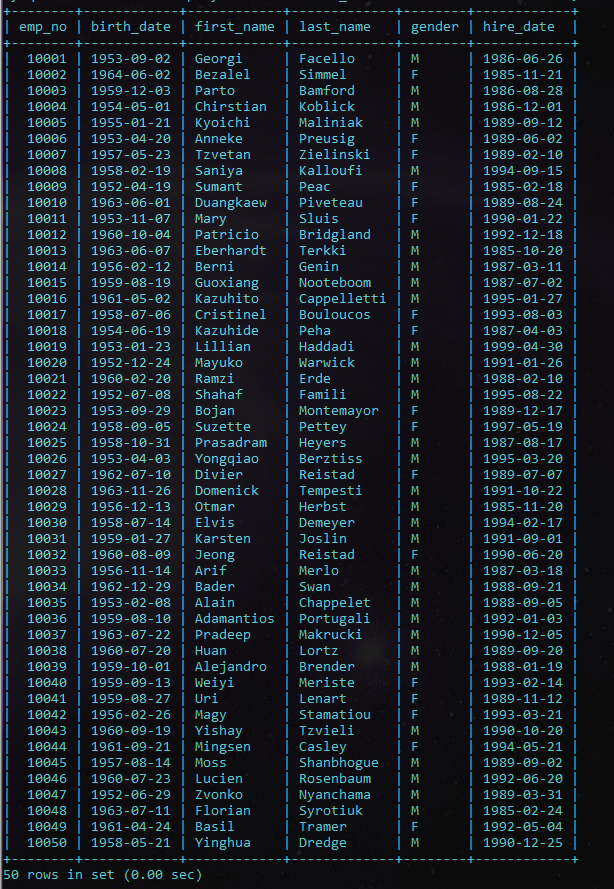 +--------+------------+------------+-------------+--------+------------+
| emp_no | birth_date | first_name | last_name   | gender | hire_date  |
+--------+------------+------------+-------------+--------+------------+
|  10001 | 1953-09-02 | Georgi     | Facello     | M      | 1986-06-26 |
|  10002 | 1964-06-02 | Bezalel    | Simmel      | F      | 1985-11-21 |
|  10003 | 1959-12-03 | Parto      | Bamford     | M      | 1986-08-28 |
|  10004 | 1954-05-01 | Chirstian  | Koblick     | M      | 1986-12-01 |
|  10005 | 1955-01-21 | Kyoichi    | Maliniak    | M      | 1989-09-12 |
|  10006 | 1953-04-20 | Anneke     | Preusig     | F      | 1989-06-02 |
|  10007 | 1957-05-23 | Tzvetan    | Zielinski   | F      | 1989-02-10 |
|  10008 | 1958-02-19 | Saniya     | Kalloufi    | M      | 1994-09-15 |
|  10009 | 1952-04-19 | Sumant     | Peac        | F      | 1985-02-18 |
|  10010 | 1963-06-01 | Duangkaew  | Piveteau    | F      | 1989-08-24 |
|  10011 | 1953-11-07 | Mary       | Sluis       | F      | 1990-01-22 |
|  10012 | 1960-10-04 | Patricio   | Bridgland   | M      | 1992-12-18 |
|  10013 | 1963-06-07 | Eberhardt  | Terkki      | M      | 1985-10-20 |
|  10014 | 1956-02-12 | Berni      | Genin       | M      | 1987-03-11 |
|  10015 | 1959-08-19 | Guoxiang   | Nooteboom   | M      | 1987-07-02 |
|  10016 | 1961-05-02 | Kazuhito   | Cappelletti | M      | 1995-01-27 |
|  10017 | 1958-07-06 | Cristinel  | Bouloucos   | F      | 1993-08-03 |
|  10018 | 1954-06-19 | Kazuhide   | Peha        | F      | 1987-04-03 |
|  10019 | 1953-01-23 | Lillian    | Haddadi     | M      | 1999-04-30 |
|  10020 | 1952-12-24 | Mayuko     | Warwick     | M      | 1991-01-26 |
|  10021 | 1960-02-20 | Ramzi      | Erde        | M      | 1988-02-10 |
|  10022 | 1952-07-08 | Shahaf     | Famili      | M      | 1995-08-22 |
|  10023 | 1953-09-29 | Bojan      | Montemayor  | F      | 1989-12-17 |
|  10024 | 1958-09-05 | Suzette    | Pettey      | F      | 1997-05-19 |
|  10025 | 1958-10-31 | Prasadram  | Heyers      | M      | 1987-08-17 |
|  10026 | 1953-04-03 | Yongqiao   | Berztiss    | M      | 1995-03-20 |
|  10027 | 1962-07-10 | Divier     | Reistad     | F      | 1989-07-07 |
|  10028 | 1963-11-26 | Domenick   | Tempesti    | M      | 1991-10-22 |
|  10029 | 1956-12-13 | Otmar      | Herbst      | M      | 1985-11-20 |
|  10030 | 1958-07-14 | Elvis      | Demeyer     | M      | 1994-02-17 |
|  10031 | 1959-01-27 | Karsten    | Joslin      | M      | 1991-09-01 |
|  10032 | 1960-08-09 | Jeong      | Reistad     | F      | 1990-06-20 |
|  10033 | 1956-11-14 | Arif       | Merlo       | M      | 1987-03-18 |
|  10034 | 1962-12-29 | Bader      | Swan        | M      | 1988-09-21 |
|  10035 | 1953-02-08 | Alain      | Chappelet   | M      | 1988-09-05 |
|  10036 | 1959-08-10 | Adamantios | Portugali   | M      | 1992-01-03 |
|  10037 | 1963-07-22 | Pradeep    | Makrucki    | M      | 1990-12-05 |
|  10038 | 1960-07-20 | Huan       | Lortz       | M      | 1989-09-20 |
|  10039 | 1959-10-01 | Alejandro  | Brender     | M      | 1988-01-19 |
|  10040 | 1959-09-13 | Weiyi      | Meriste     | F      | 1993-02-14 |
|  10041 | 1959-08-27 | Uri        | Lenart      | F      | 1989-11-12 |
|  10042 | 1956-02-26 | Magy       | Stamatiou   | F      | 1993-03-21 |
|  10043 | 1960-09-19 | Yishay     | Tzvieli     | M      | 1990-10-20 |
|  10044 | 1961-09-21 | Mingsen    | Casley      | F      | 1994-05-21 |
|  10045 | 1957-08-14 | Moss       | Shanbhogue  | M      | 1989-09-02 |
|  10046 | 1960-07-23 | Lucien     | Rosenbaum   | M      | 1992-06-20 |
|  10047 | 1952-06-29 | Zvonko     | Nyanchama   | M      | 1989-03-31 |
|  10048 | 1963-07-11 | Florian    | Syrotiuk    | M      | 1985-02-24 |
|  10049 | 1961-04-24 | Basil      | Tramer      | F      | 1992-05-04 |
|  10050 | 1958-05-21 | Yinghua    | Dredge      | M      | 1990-12-25 |
+--------+------------+------------+-------------+--------+------------+
50 rows in set (0.00 sec)